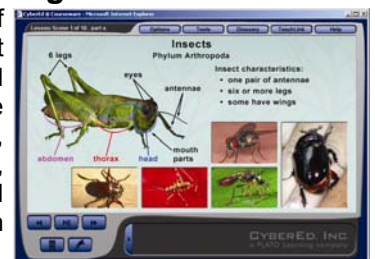 CyberEd @ Courseware - Microsoft Internet Explorer
Lesson: Scene 1 of 10 part a
Options
Tools
Glossary
TeachLink
Help
Insects
Phylum Arthropoda
6 legs
eyes
antennae
Insect characteristics:
• one pair of antennae
• six or more legs
• some have wings
abdomen
thorax
head
mouth
parts
CYBERED, INC.
a PLATO Learning company